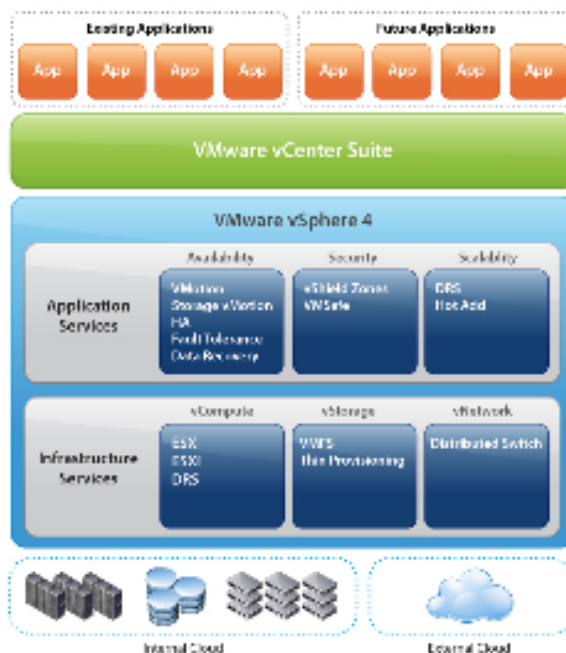 Existing Applications
Future Applications
App App App App
App App App App
VMware vCenter Suite
VMware vSphere 4
Availability
Security
Scalability
Application
Services
VMotion
Storage vMotion
HA
Fault Tolerance
Data Recovery
vShield Zones
VMSafe
DRS
Hot Add
vCompute
vStorage
vNetwork
Infrastructure
Services
ESX
ESXi
DRS
VMFS
Thin Provisioning
Distributed Switch
Internal Cloud
External Cloud